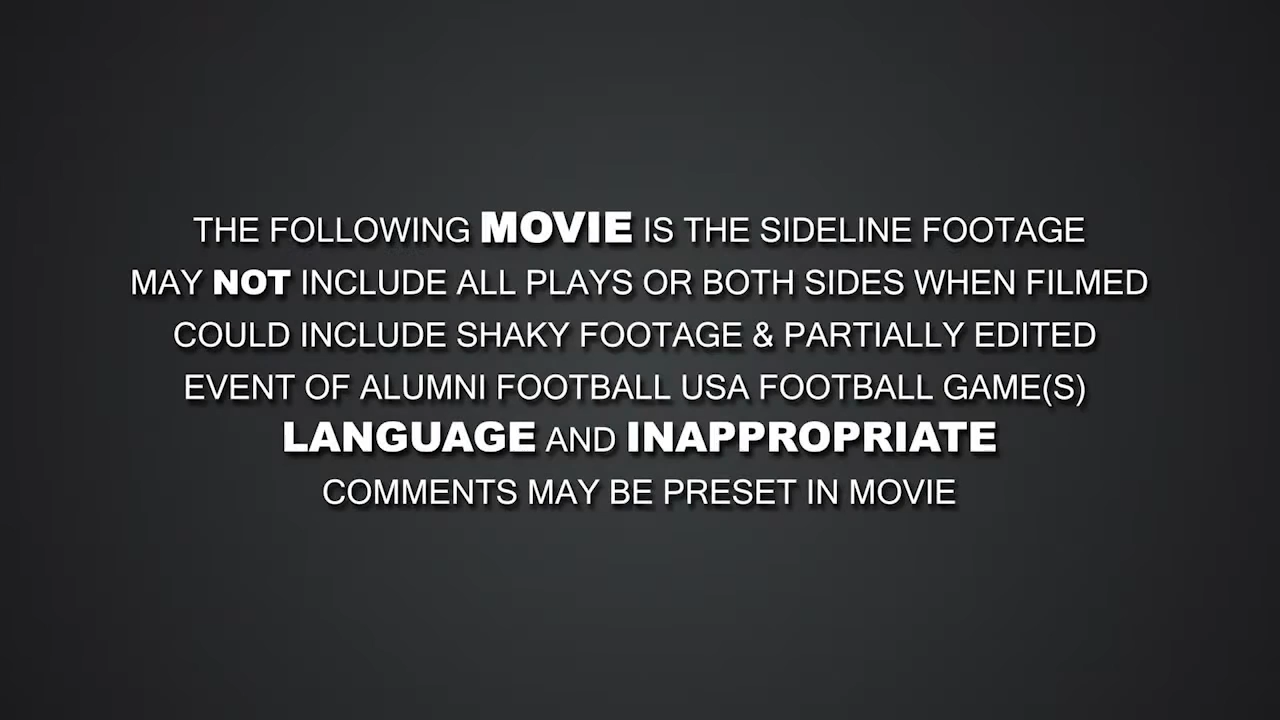 THE FOLLOWING MOVIE IS THE SIDELINE FOOTAGE
MAY NOT INCLUDE ALL PLAYS OR BOTH SIDES WHEN FILMED
COULD INCLUDE SHAKY FOOTAGE & PARTIALLY EDITED
EVENT OF ALUMNI FOOTBALL USA FOOTBALL GAME(S)
LANGUAGE AND INAPPROPRIATE
COMMENTS MAY BE PRESET IN MOVIE